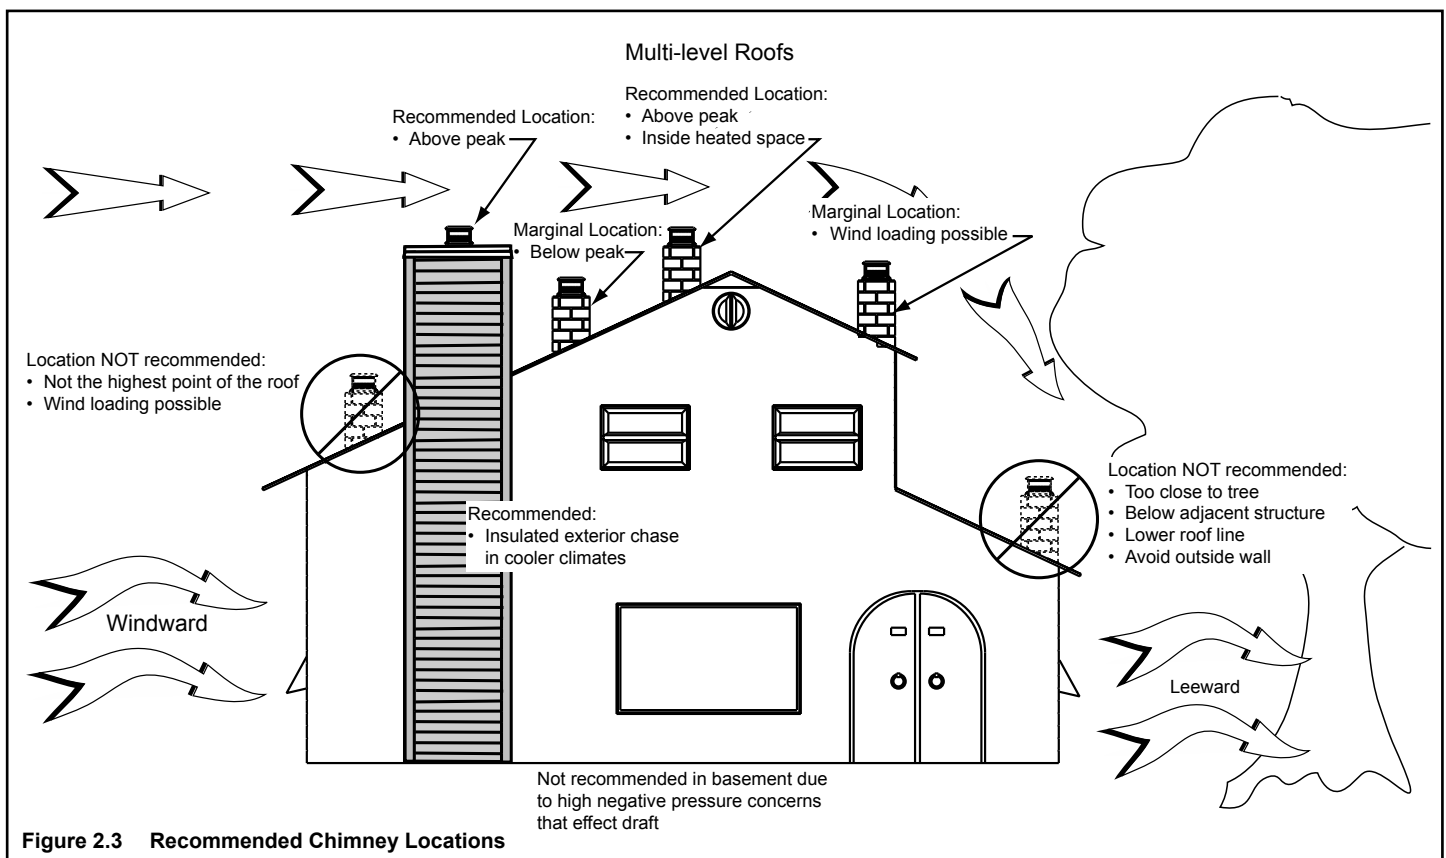 Multi-level Roofs
Recommended Location:
• Above peak
Recommended Location:
• Above peak
• Inside heated space
Marginal Location:
• Below peak
Marginal Location:
• Wind loading possible
Location NOT recommended:
• Not the highest point of the roof
• Wind loading possible
Recommended:
• Insulated exterior chase
in cooler climates
Location NOT recommended:
• Too close to tree
• Below adjacent structure
• Lower roof line
• Avoid outside wall
Windward
Leeward
Not recommended in basement due
to high negative pressure concerns
that effect draft
Figure 2.3 Recommended Chimney Locations